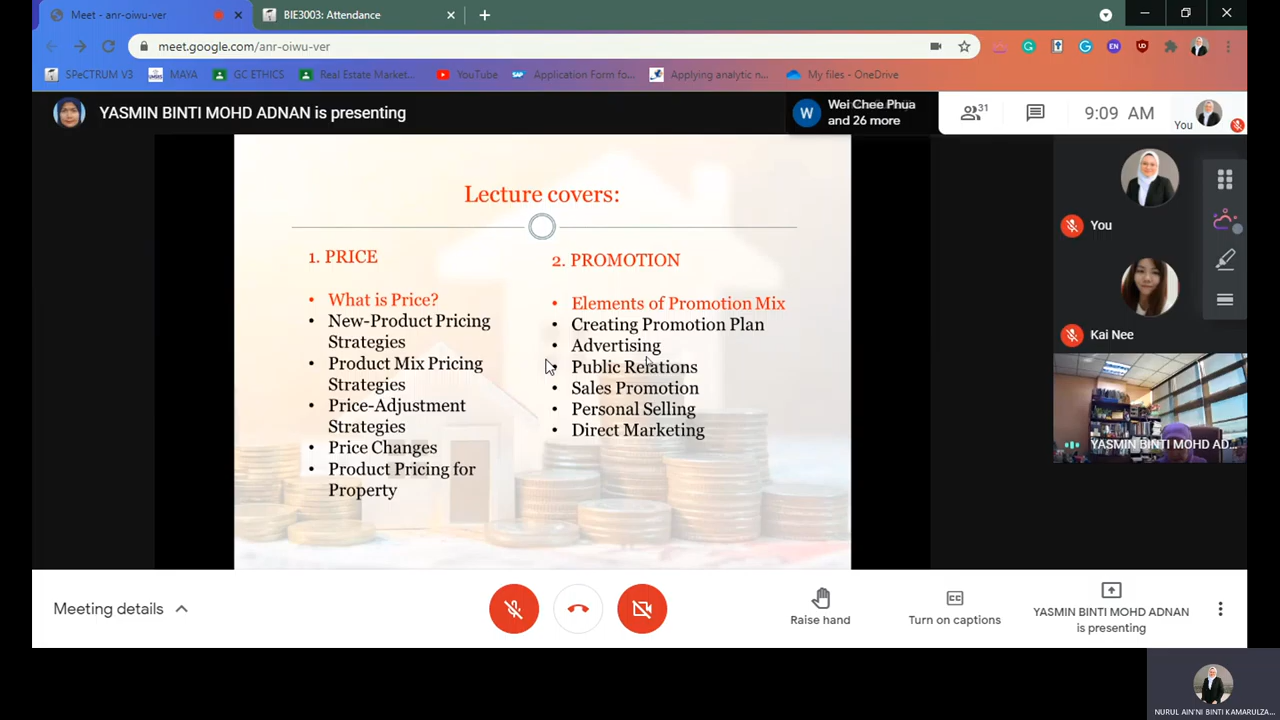 Meet - anr-oiwu-ver
BIE3003: Attendance
meet.google.com/anr-oiwu-ver
SPeCTRUM V3
MAYA
GC ETHICS
Real Estate Market...
YouTube
Application Form fo...
Applying analytic n...
My files - OneDrive
YASMIN BINTI MOHD ADNAN is presenting
W
Wei Chee Phua
and 26 more
31
9:09 AM
You
Lecture covers:
1. PRICE
• What is Price?
• New-Product Pricing
Strategies
• Product Mix Pricing
Strategies
• Price-Adjustment
Strategies
• Price Changes
• Product Pricing for
Property
2. PROMOTION
• Elements of Promotion Mix
• Creating Promotion Plan
• Advertising
• Public Relations
• Sales Promotion
• Personal Selling
• Direct Marketing
You
Kai Nee
YASMIN BINTI MOHD AD...
Meeting details
Raise hand
CC
Turn on captions
YASMIN BINTI MOHD ADNAN
is presenting
NURUL AIN'NI BINTI KAMARULZA...